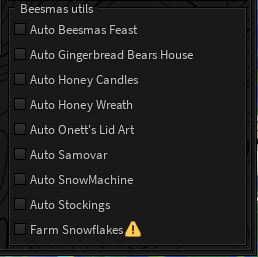 Beesmas utils
Auto Beesmas Feast
Auto Gingerbread Bears House
Auto Honey Candles
Auto Honey Wreath
Auto Onett's Lid Art
Auto Samovar
Auto SnowMachine
Auto Stockings
Farm Snowflakes⚠️